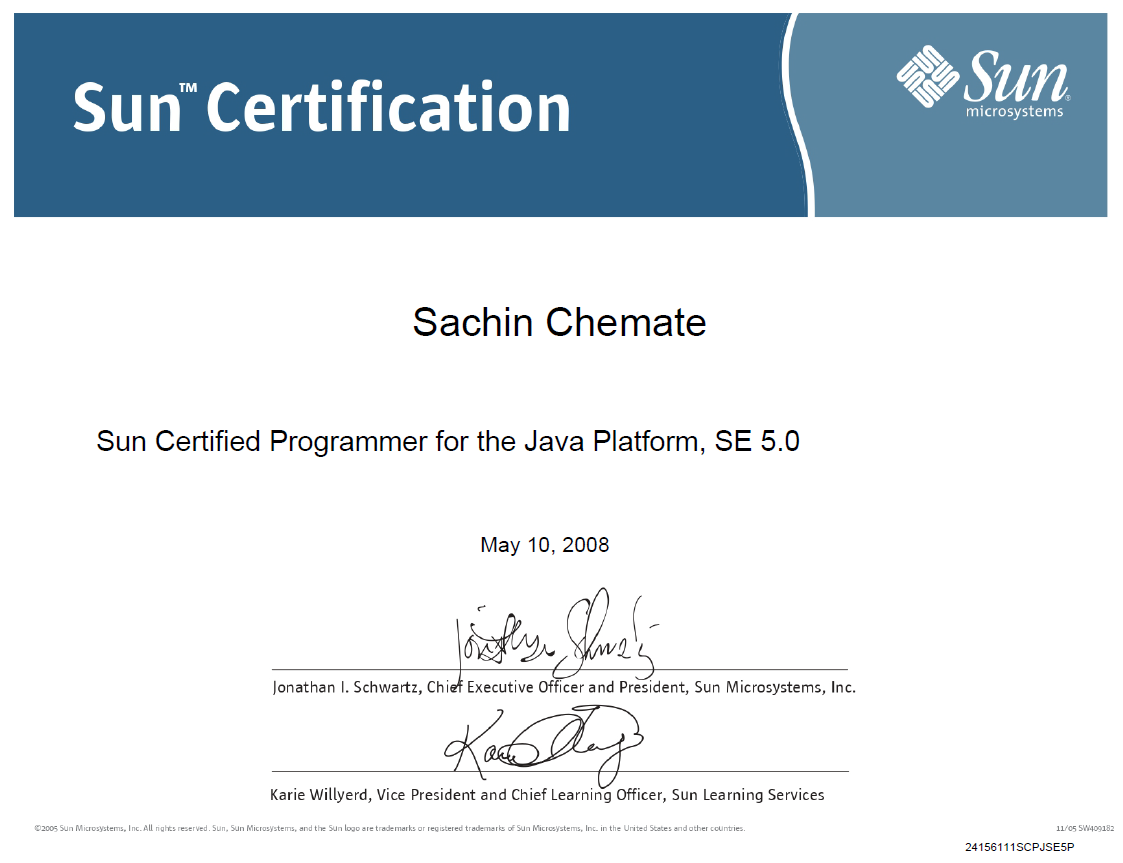 Sun™ Certification
Sun®
microsystems
Sachin Chemate
Sun Certified Programmer for the Java Platform, SE 5.0
May 10, 2008
Jonathan I. Schwartz, Chief Executive Officer and President, Sun Microsystems, Inc.
Karie Willyerd, Vice President and Chief Learning Officer, Sun Learning Services
©2005 Sun Microsystems, Inc. All rights reserved. Sun, Sun Microsystems, and the Sun logo are trademarks or registered trademarks of Sun Microsystems, Inc. in the United States and other countries.
11/05 SW409182
24156111SCPJSE5P